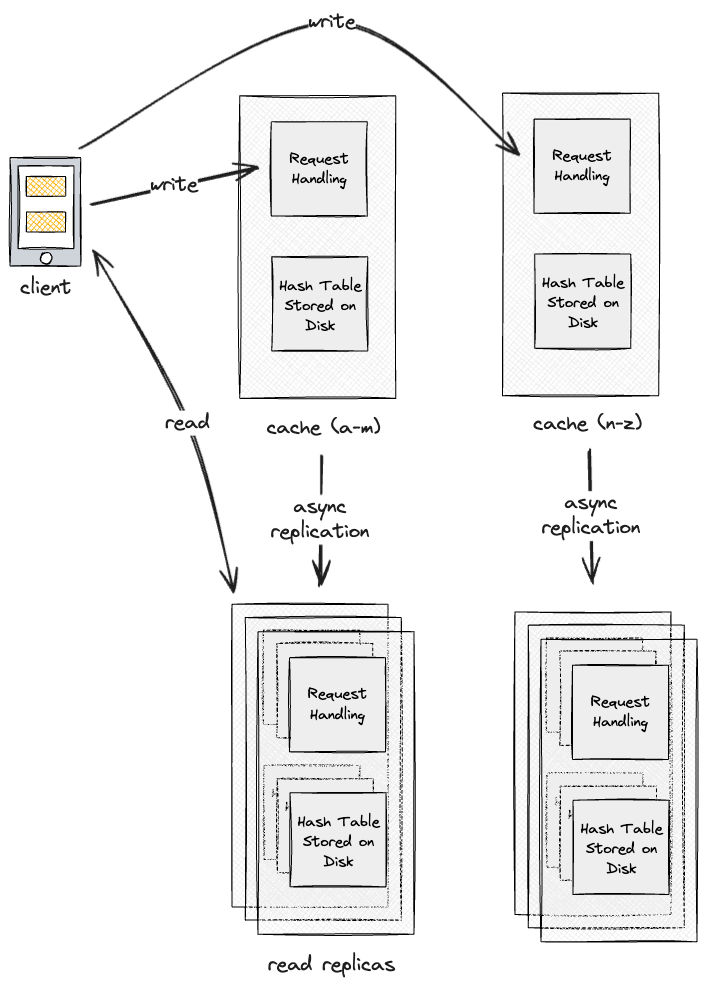 write
Request
Handling
Request
Handling
write
client
Hash Table
Stored on
Disk
Hash Table
Stored on
Disk
read
cache (a-m)
cache (n-z)
async
replication
async
replication
Request
Handling
Request
Handling
Hash Table
Stored on
Disk
Hash Table
Stored on
Disk
read replicas